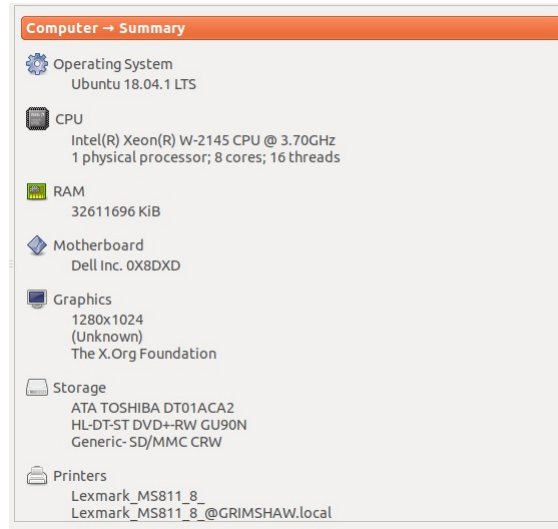 Computer → Summary
Operating System
Ubuntu 18.04.1 LTS
CPU
Intel(R) Xeon(R) W-2145 CPU @ 3.70GHz
1 physical processor; 8 cores; 16 threads
RAM
32611696 KiB
Motherboard
Dell Inc. 0X8DXD
Graphics
1280x1024
(Unknown)
The X.Org Foundation
Storage
ATA TOSHIBA DT01ACA2
HL-DT-ST DVD+-RW GU90N
Generic- SD/MMC CRW
Printers
Lexmark_MS811_8_
Lexmark_MS811_8_@GRIMSHAW.local